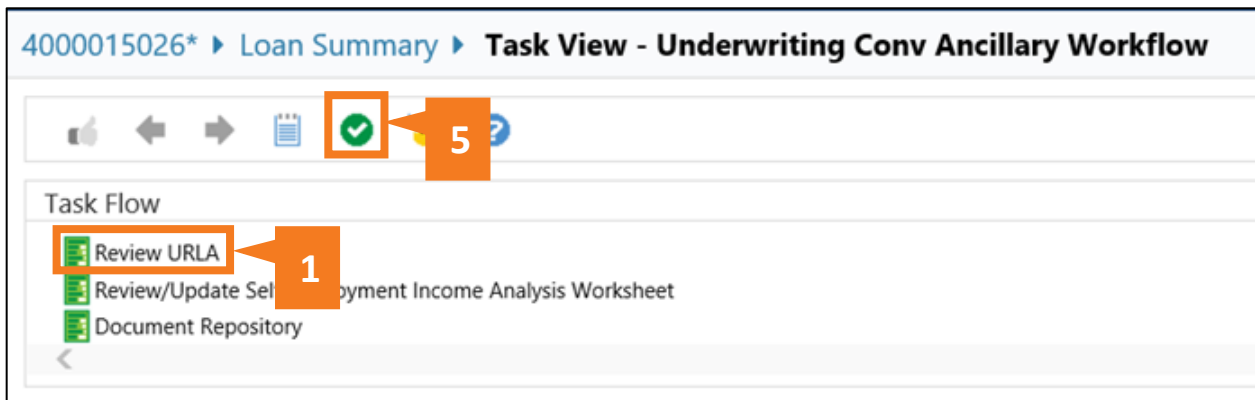 4000015026* ▸ Loan Summary ▸ Task View - Underwriting Conv Ancillary Workflow
5
Task Flow
Review URLA
1
Review/Update Sel oyment Income Analysis Worksheet
Document Repository